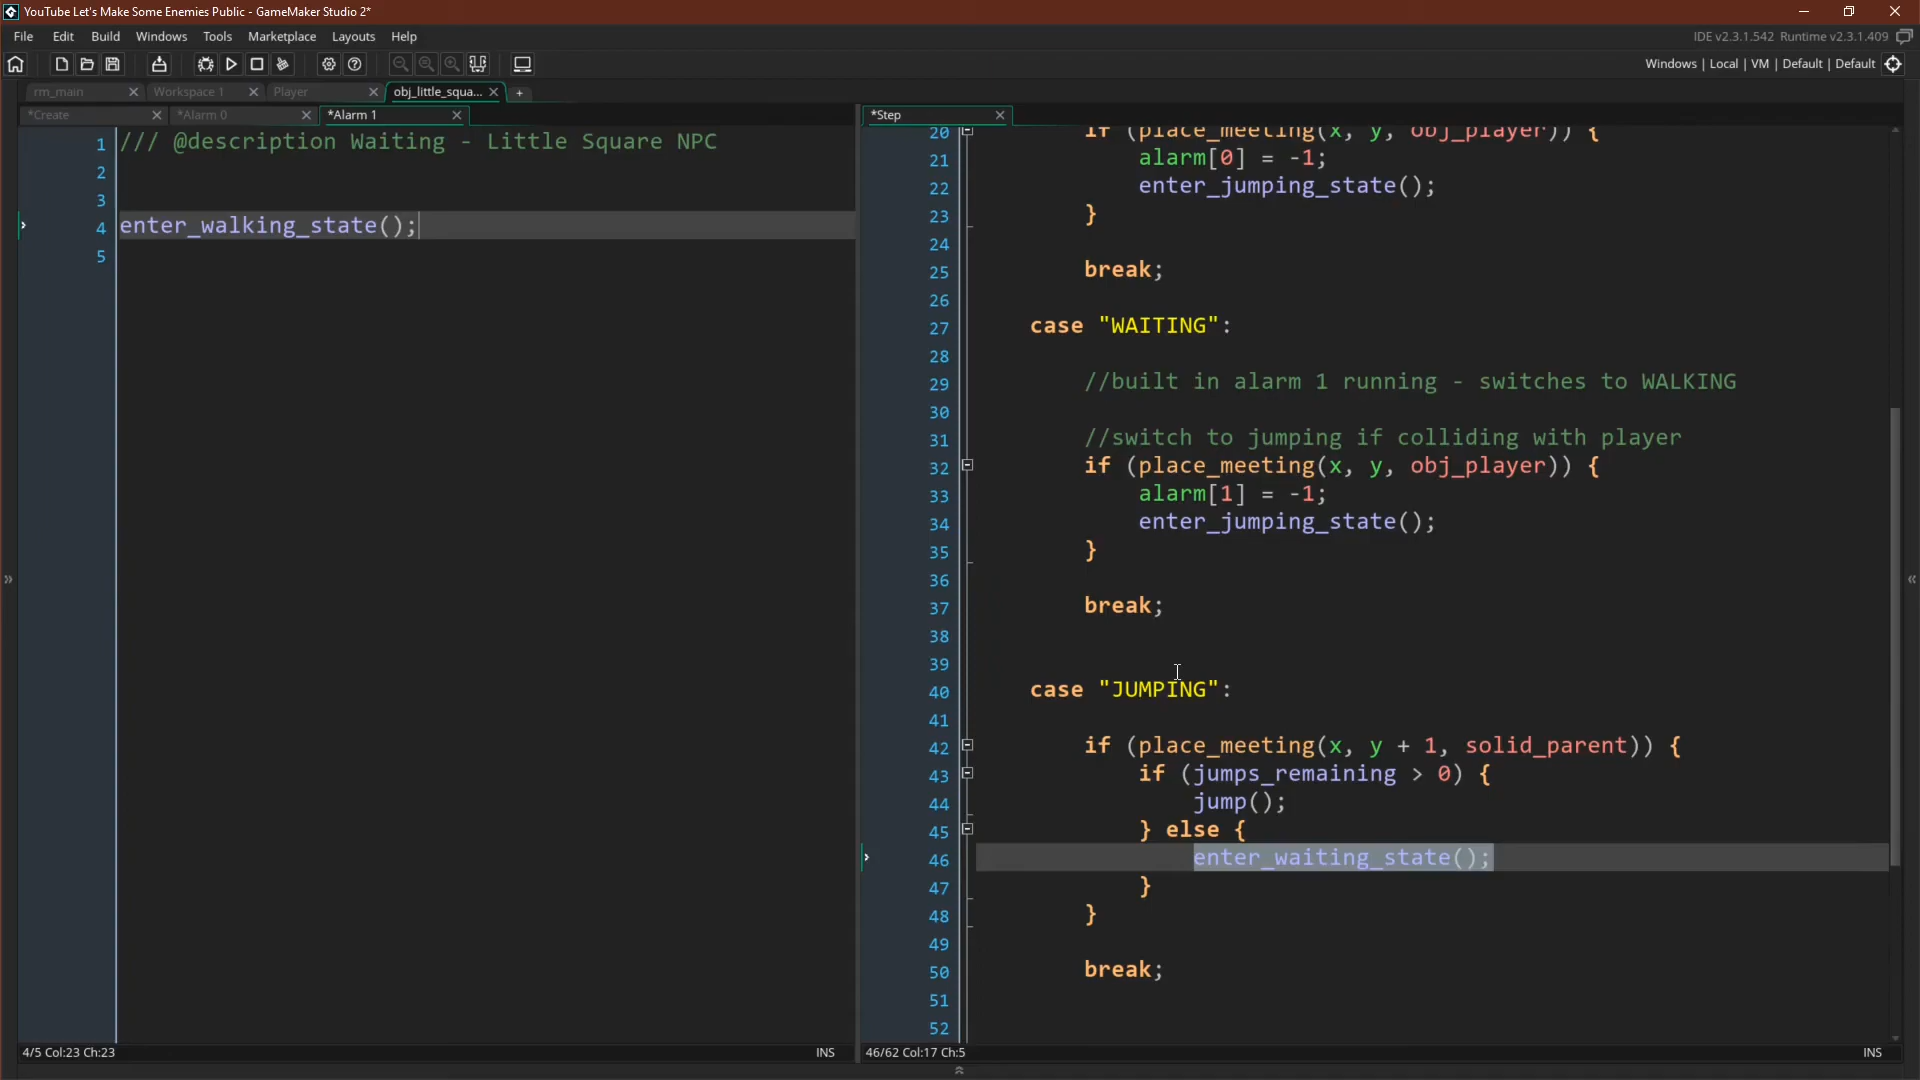 YouTube Let's Make Some Enemies Public - GameMaker Studio 2*
File Edit Build Windows Tools Marketplace Layouts Help
IDE v2.3.1.542 Runtime v2.3.1.409
Windows | Local | VM | Default | Default
rm_main Workspace 1 Player obj_little_squa... +
*Create *Alarm 0 *Alarm 1
1 /// @description Waiting - Little Square NPC
2
3
4 enter_walking_state();
5
4/5 Col:23 Ch:23 INS
*Step
20 if (place_meeting(x, y, obj_player)) {
21 alarm[0] = -1;
22 enter_jumping_state();
23 }
24
25 break;
26
27 case "WAITING":
28
29 //built in alarm 1 running - switches to WALKING
30
31 //switch to jumping if colliding with player
32 if (place_meeting(x, y, obj_player)) {
33 alarm[1] = -1;
34 enter_jumping_state();
35 }
36
37 break;
38
39
40 case "JUMPING":
41
42 if (place_meeting(x, y + 1, solid_parent)) {
43 if (jumps_remaining > 0) {
44 jump();
45 } else {
46 enter_waiting_state();
47 }
48 }
49
50 break;
51
52
46/62 Col:17 Ch:5 INS